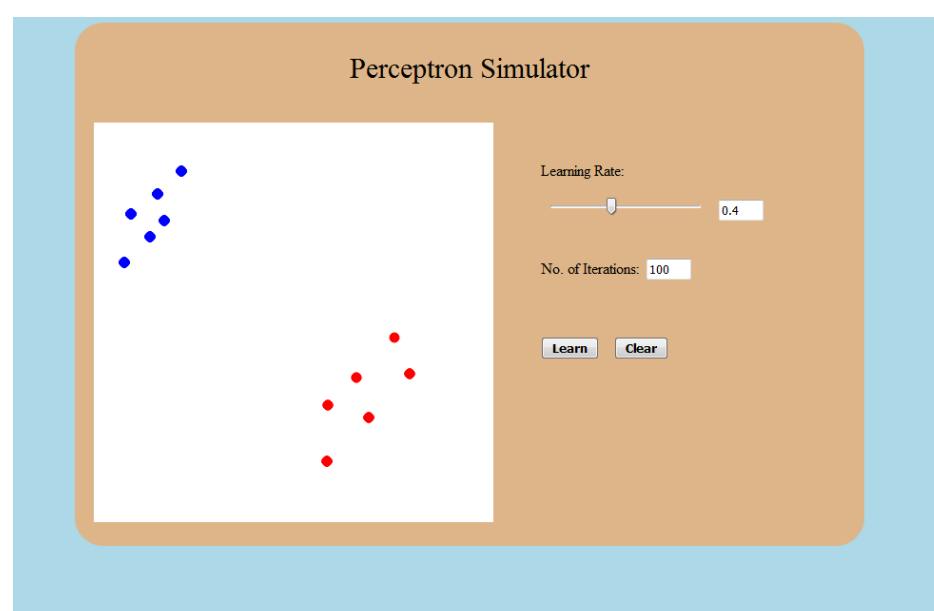 Perceptron Simulator
Learning Rate:
0.4
No. of Iterations: 100
Learn Clear